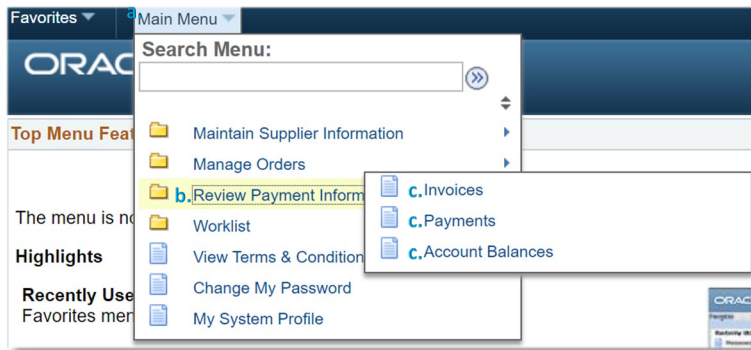 Favorites a. Main Menu
ORAC
Search Menu:
Top Menu Feat
Maintain Supplier Information
Manage Orders
b. Review Payment Inform
c. Invoices
c. Payments
c. Account Balances
The menu is no
Worklist
Highlights
View Terms & Condition
Recently Use
Change My Password
Favorites men
My System Profile
ORAC